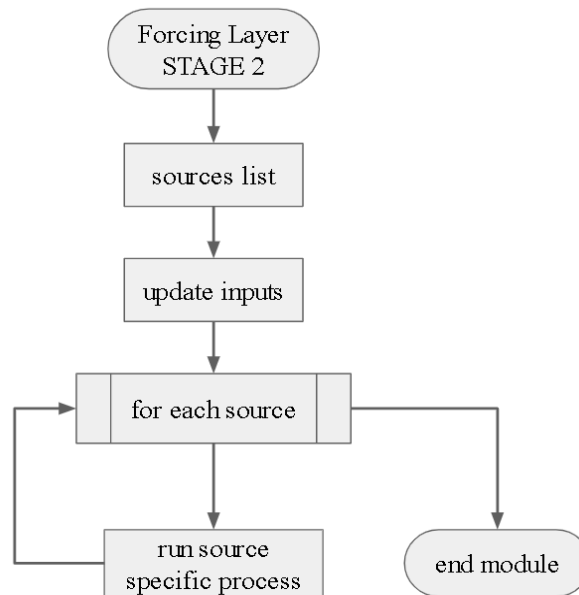 Forcing Layer
STAGE 2
sources list
update inputs
for each source
run source
specific process
end module